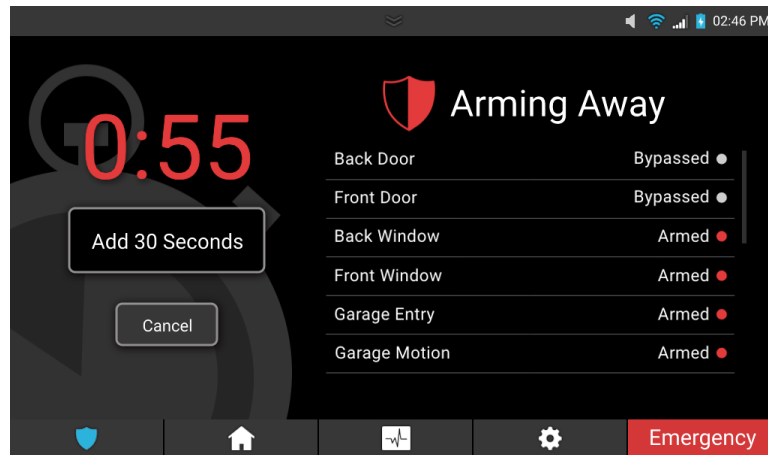 02:46 PM
0:55
Add 30 Seconds
Cancel
Arming Away
Back Door Bypassed
Front Door Bypassed
Back Window Armed
Front Window Armed
Garage Entry Armed
Garage Motion Armed
Emergency